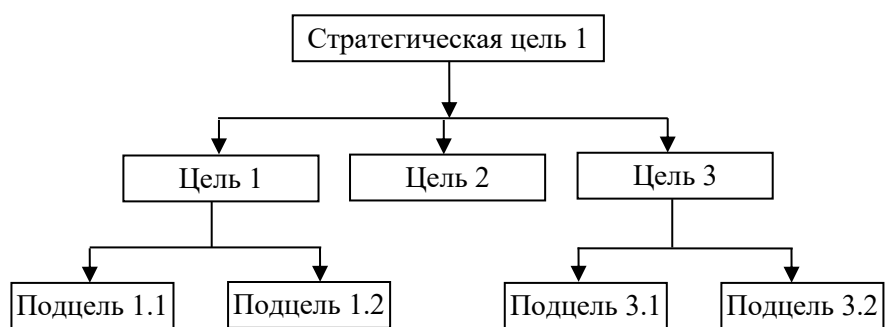 Стратегическая цель 1
Цель 1
Цель 2
Цель 3
Подцель 1.1
Подцель 1.2
Подцель 3.1
Подцель 3.2